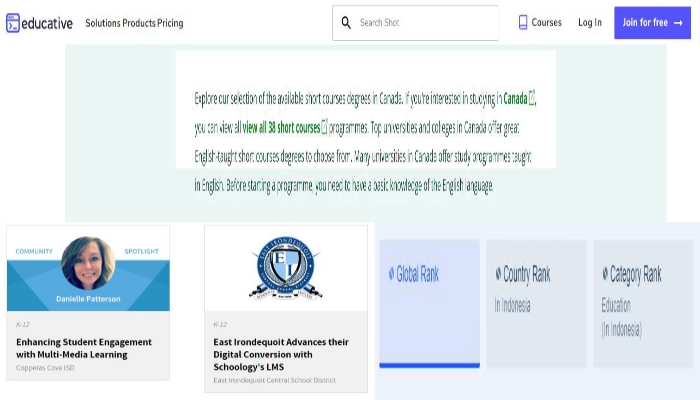 educative
Solutions Products Pricing
Search Shot
Courses
Log In
Join for free →
Explore our selection of the available short courses degrees in Canada. If you're interested in studying in Canada,
you can view all view all 38 short courses programmes. Top universities and colleges in Canada offer great
English-taught short courses degrees to choose from. Many universities in Canada offer study programmes taught
in English. Before starting a programme, you need to have a basic knowledge of the English language.
COMMUNITY SPOTLIGHT
Danielle Patterson
K-12
Enhancing Student Engagement
with Multi-Media Learning
Copperas Cove ISD
EAST IRONDEQUOIT
E I
K-12
East Irondequoit Advances their
Digital Conversion with
Schoology's LMS
East Irondequoit Central School District
Global Rank
Country Rank
In Indonesia
Category Rank
Education
(In Indonesia)